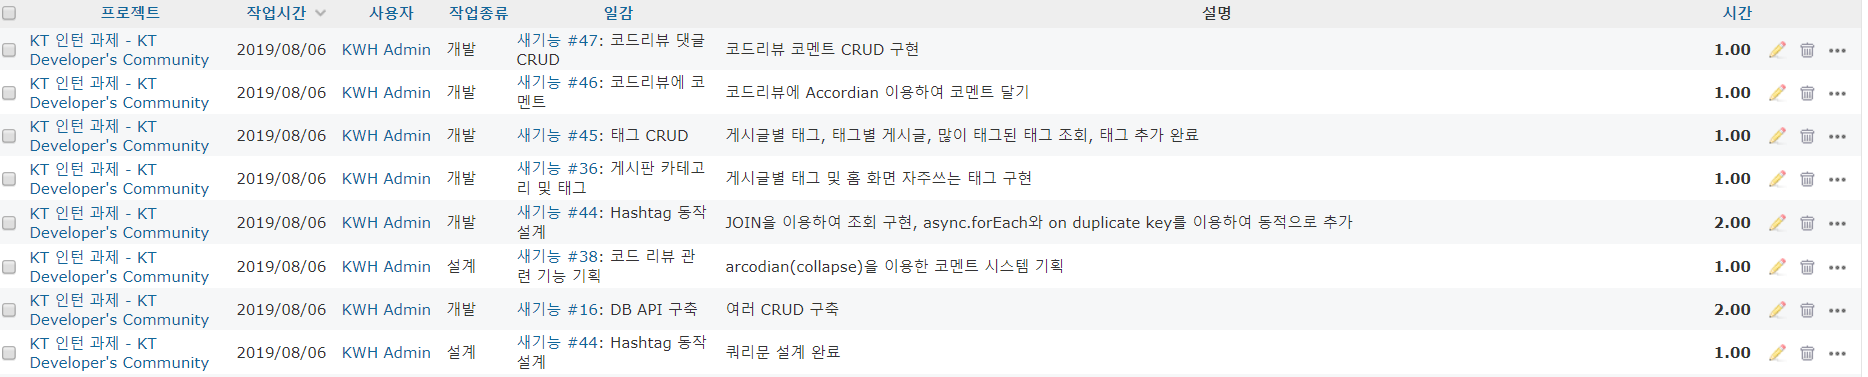 프로젝트 작업시간 사용자 작업종류 일감 설명 시간
KT 인턴 과제 - KT
Developer's Community
2019/08/06 KWH Admin 개발
새기능 #47: 코드리뷰 댓글
CRUD
코드리뷰 코멘트 CRUD 구현 1.00
KT 인턴 과제 - KT
Developer's Community
2019/08/06 KWH Admin 개발
새기능 #46: 코드리뷰에 코
멘트
코드리뷰에 Accordian 이용하여 코멘트 달기 1.00
KT 인턴 과제 - KT
Developer's Community
2019/08/06 KWH Admin 개발 새기능 #45: 태그 CRUD 게시글별 태그, 태그별 게시글, 많이 태그된 태그 조회, 태그 추가 완료 1.00
KT 인턴 과제 - KT
Developer's Community
2019/08/06 KWH Admin 개발
새기능 #36: 게시판 카테고
리 및 태그
게시글별 태그 및 홈 화면 자주쓰는 태그 구현 1.00
KT 인턴 과제 - KT
Developer's Community
2019/08/06 KWH Admin 개발
새기능 #44: Hashtag 동작
설계
JOIN을 이용하여 조회 구현, async.forEach와 on duplicate key를 이용하여 동적으로 추가 2.00
KT 인턴 과제 - KT
Developer's Community
2019/08/06 KWH Admin 설계
새기능 #38: 코드 리뷰 관
련 기능 기획
arcodian(collapse)을 이용한 코멘트 시스템 기획 1.00
KT 인턴 과제 - KT
Developer's Community
2019/08/06 KWH Admin 개발 새기능 #16: DB API 구축 여러 CRUD 구축 2.00
KT 인턴 과제 - KT
Developer's Community
2019/08/06 KWH Admin 설계
새기능 #44: Hashtag 동작
설계
쿼리문 설계 완료 1.00